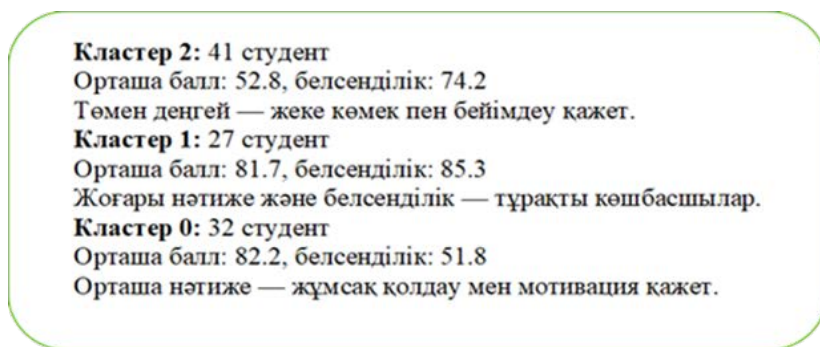 Кластер 2: 41 студент
Орташа балл: 52.8, белсенділік: 74.2
Төмен деңгей — жеке көмек пен бейімдеу қажет.
Кластер 1: 27 студент
Орташа балл: 81.7, белсенділік: 85.3
Жоғары нәтиже және белсенділік — тұрақты көшбасшылар.
Кластер 0: 32 студент
Орташа балл: 82.2, белсенділік: 51.8
Орташа нәтиже — жұмсақ қолдау мен мотивация қажет.